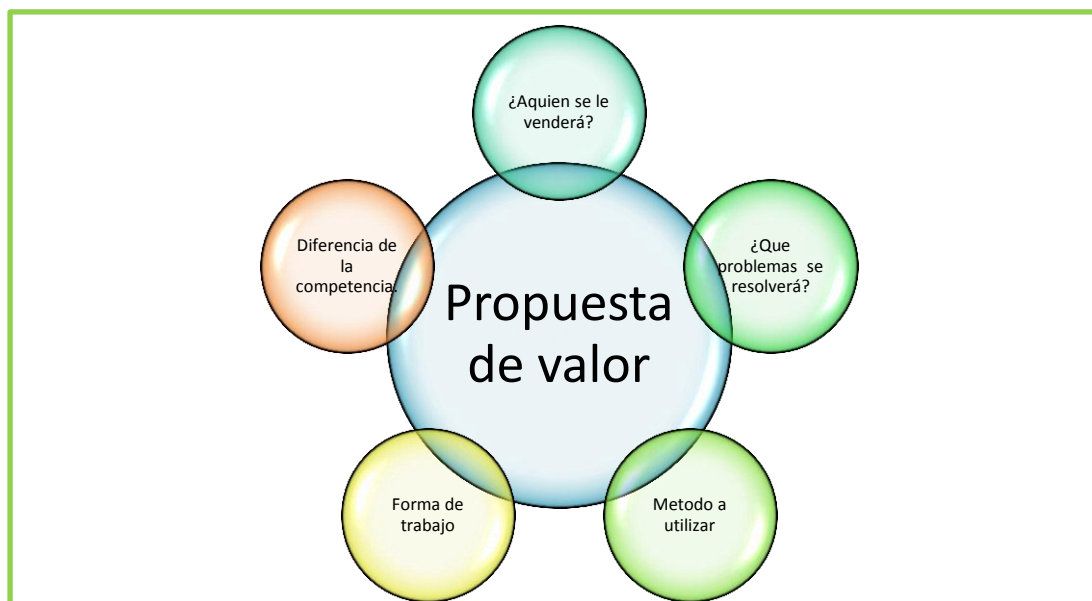 ¿Aquien se le
venderá?
Diferencia de
la
competencia.
¿Que
problemas se
resolverá?
Propuesta
de valor
Forma de
trabajo
Metodo a
utilizar